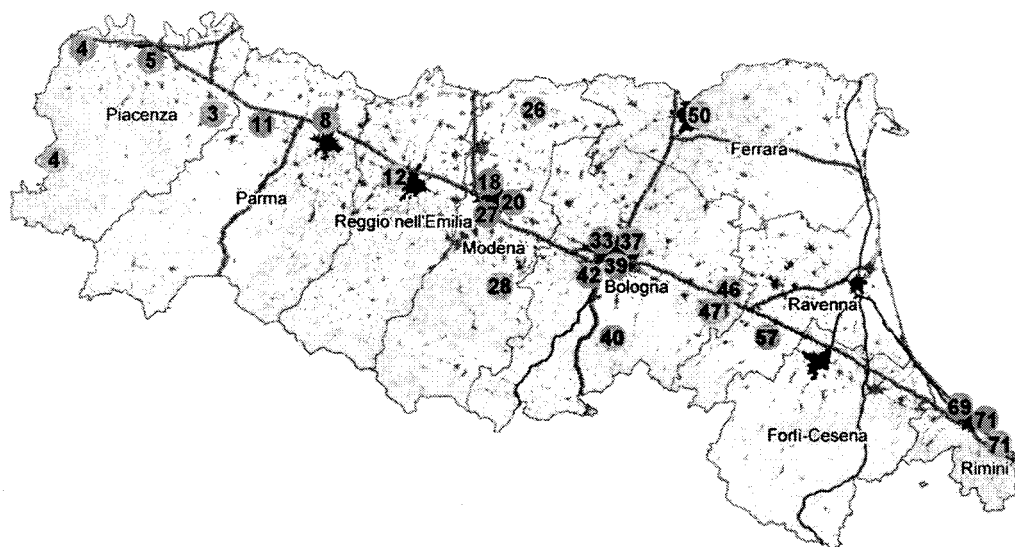 4
5
26
Piacenza
3
11
8
50
Ferrara
4
12
18
Parma
20
Reggio nell'Emilia
27
Modena
33
37
39
42
Bologna
28
46
47
Ravenna
40
57
69
71
Forlì-Cesena
71
Rimini